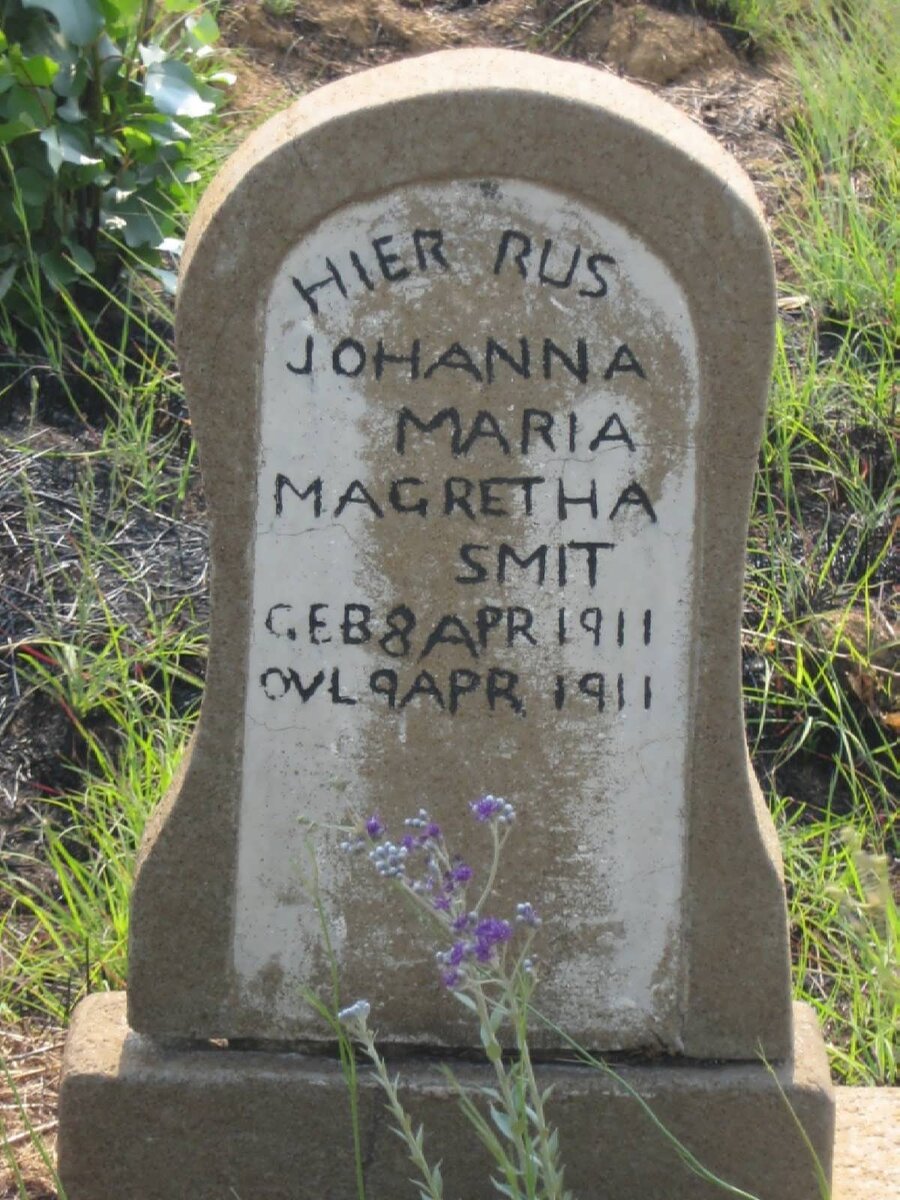 HIER RUS
JOHANNA
MARIA
MAGRETHA
SMIT
GEB 8 APR 1911
OVL 9 APR 1911